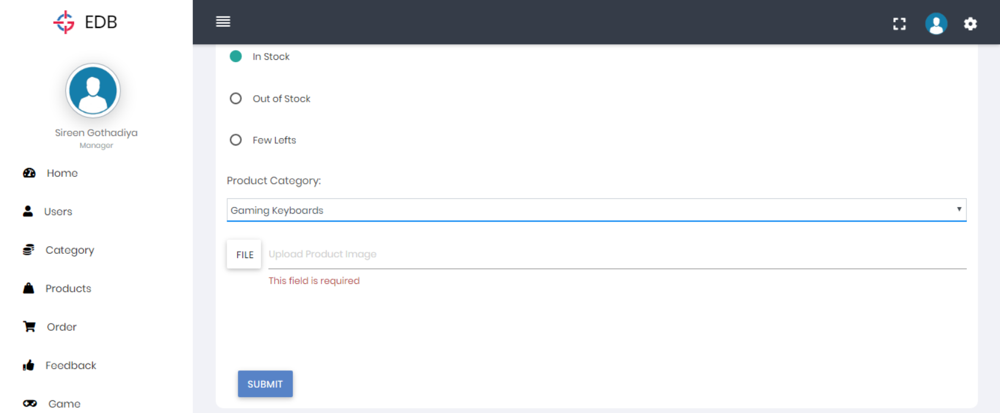 EDB
Sireen Gothadiya
Manager
Home
Users
Category
Products
Order
Feedback
Game
In Stock
Out of Stock
Few Lefts
Product Category:
Gaming Keyboards
FILE
Upload Product Image
This field is required
SUBMIT